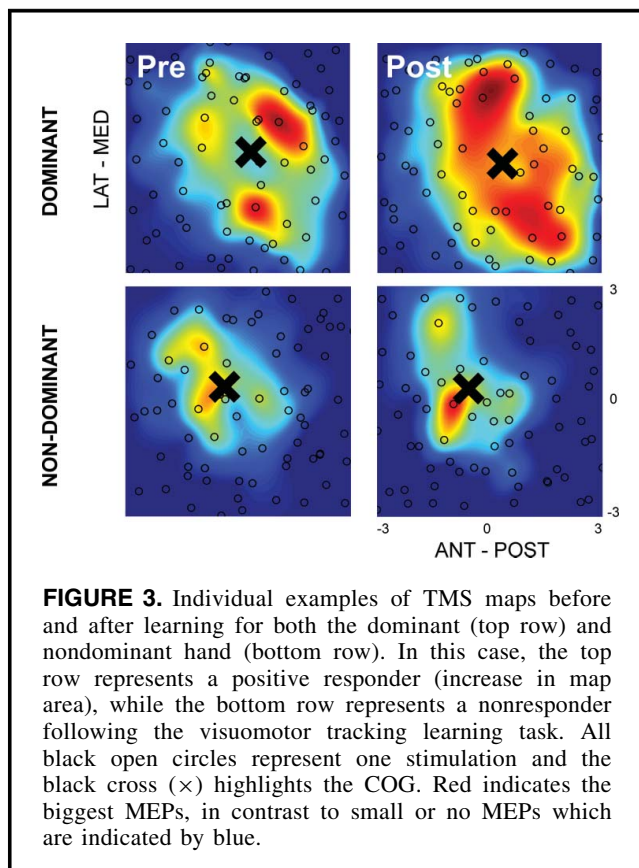 Pre
Post
DOMINANT
LAT - MED
NON-DOMINANT
3
0
-3
-3
0
3
ANT - POST
FIGURE 3. Individual examples of TMS maps before
and after learning for both the dominant (top row) and
nondominant hand (bottom row). In this case, the top
row represents a positive responder (increase in map
area), while the bottom row represents a nonresponder
following the visuomotor tracking learning task. All
black open circles represent one stimulation and the
black cross (×) highlights the COG. Red indicates the
biggest MEPs, in contrast to small or no MEPs which
are indicated by blue.